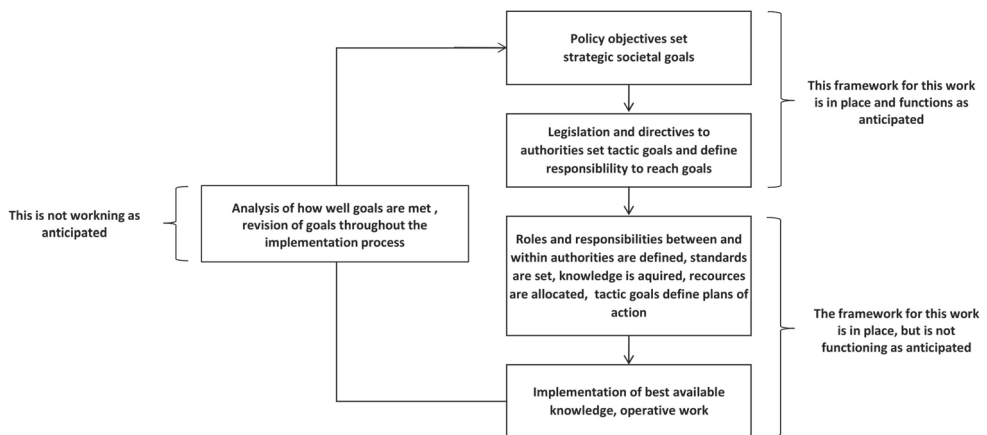 Policy objectives set
strategic societal goals
This framework for this work
is in place and functions as
anticipated
Legislation and directives to
authorities set tactic goals and define
responsiblility to reach goals
This is not workning as
anticipated
Analysis of how well goals are met ,
revision of goals throughout the
implementation process
Roles and responsibilities between and
within authorities are defined, standards
are set, knowledge is aquired, recources
are allocated, tactic goals define plans of
action
The framework for this work
is in place, but is not
functioning as anticipated
Implementation of best available
knowledge, operative work